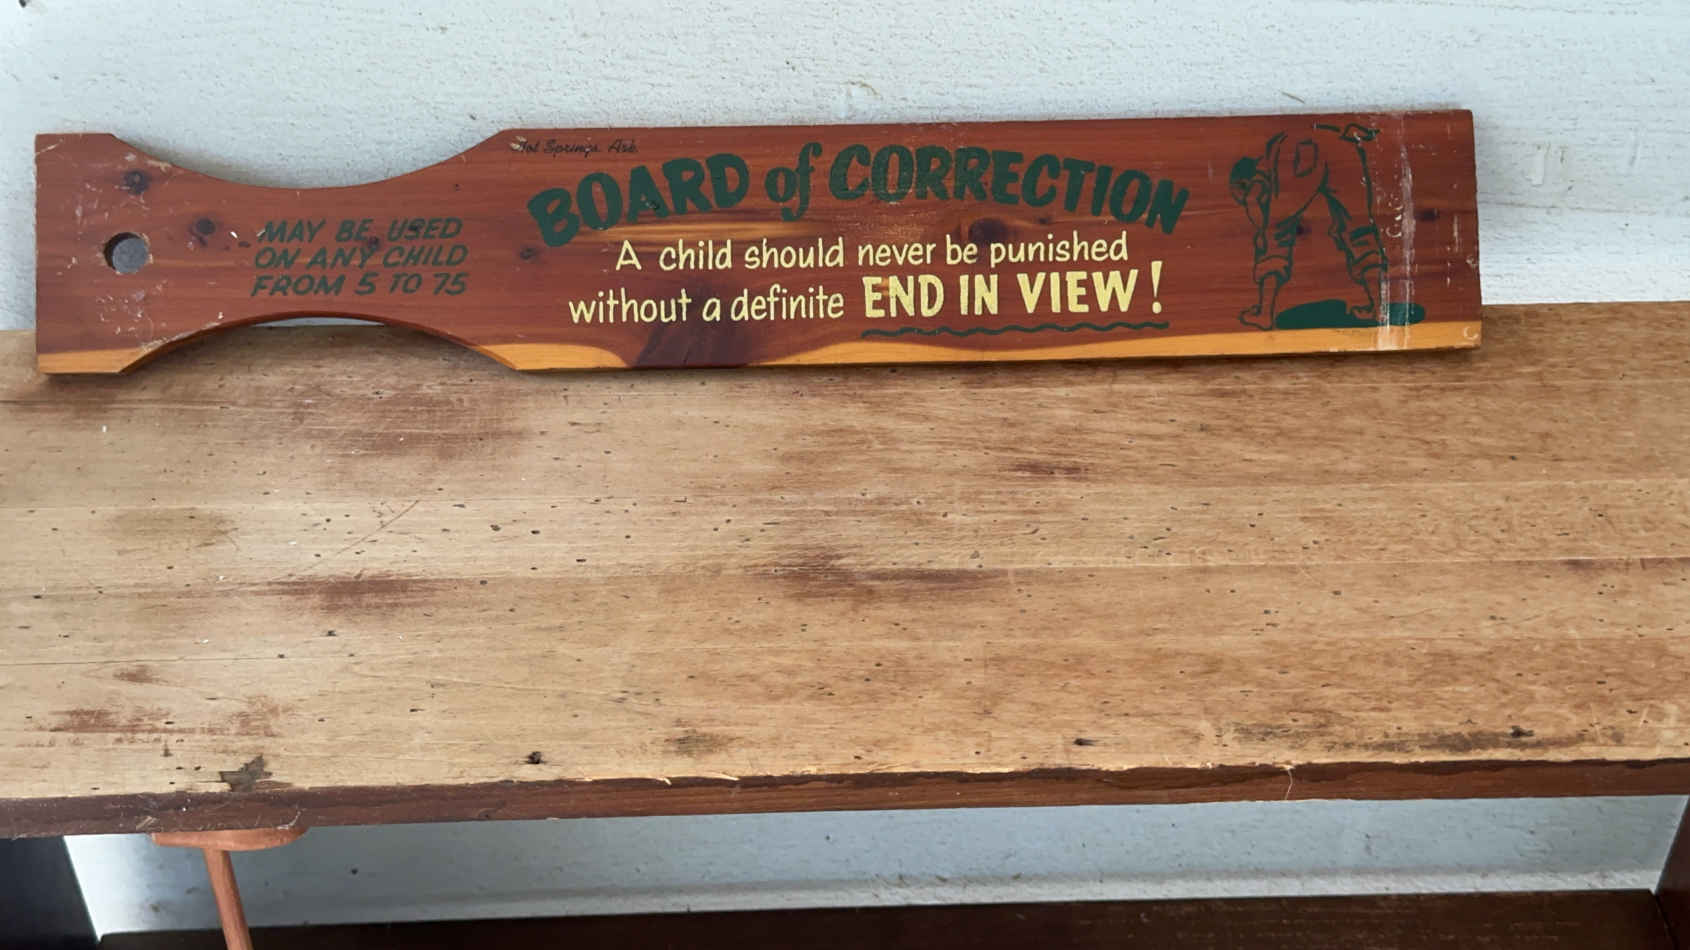 Hot Springs, Ark.
BOARD of CORRECTION
A child should never be punished
without a definite END IN VIEW!
MAY BE USED
ON ANY CHILD
FROM 5 TO 75